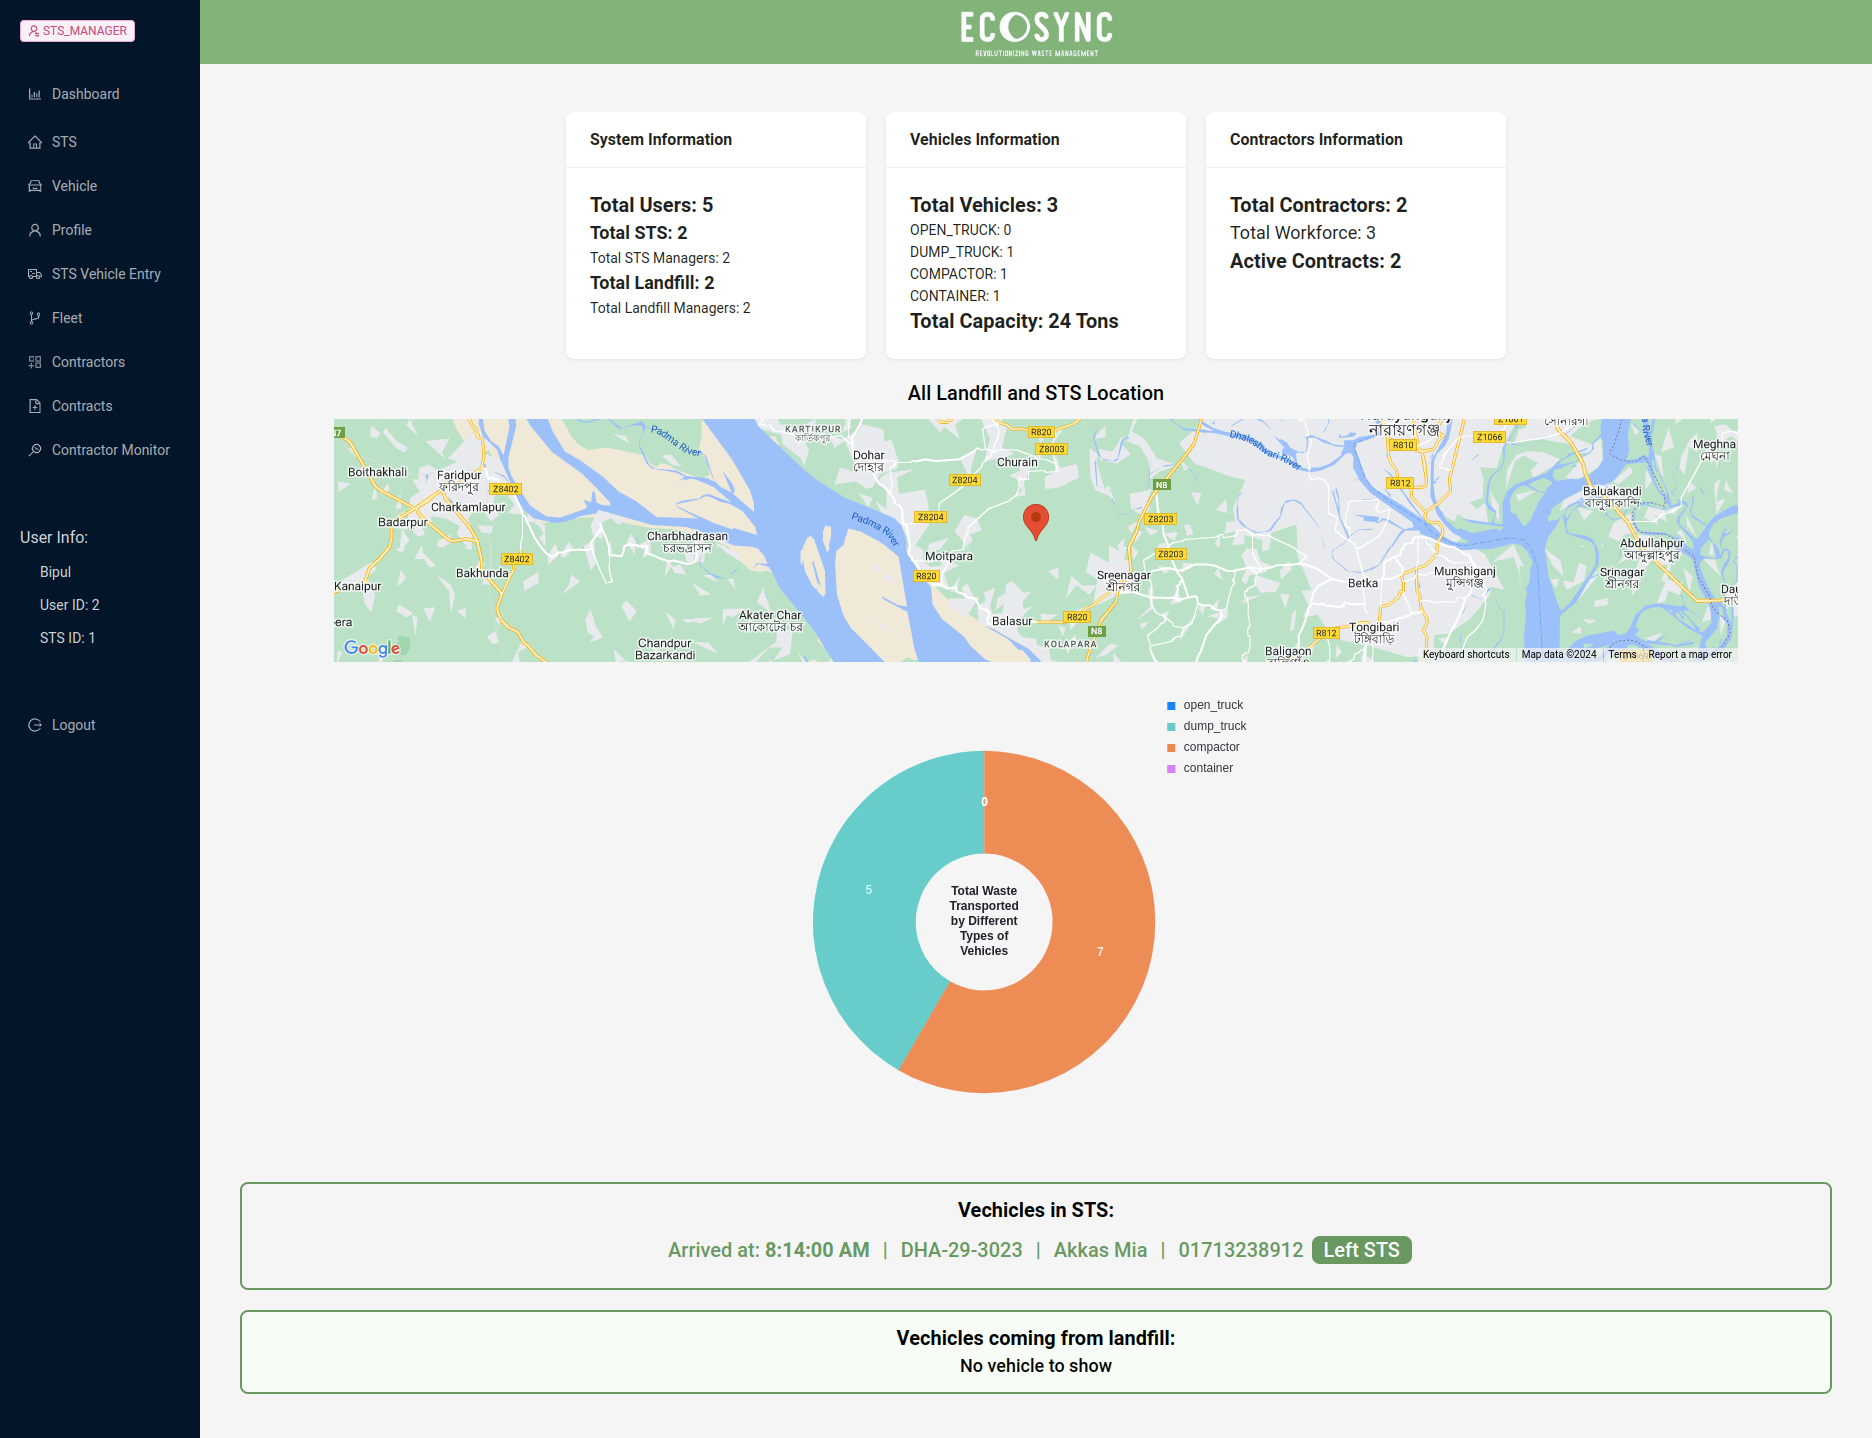 STS_MANAGER
Dashboard
STS
Vehicle
Profile
STS Vehicle Entry
Fleet
Contractors
Contracts
Contractor Monitor
User Info:
Bipul
User ID: 2
STS ID: 1
Logout
ECOSYNC
REVOLUTIONIZING WASTE MANAGEMENT
System Information
Total Users: 5
Total STS: 2
Total STS Managers: 2
Total Landfill: 2
Total Landfill Managers: 2
Vehicles Information
Total Vehicles: 3
OPEN_TRUCK: 0
DUMP_TRUCK: 1
COMPACTOR: 1
CONTAINER: 1
Total Capacity: 24 Tons
Contractors Information
Total Contractors: 2
Total Workforce: 3
Active Contracts: 2
All Landfill and STS Location
Padma River
KARTIKPUR
কার্তিকপুর
R820
Z8003
Dohar
দোহার
Churain
Z8204
Boithakhali
Faridpur
ফরিদপুর
Z8402
Charkamlapur
Badarpur
Z8204
Padma River
Charbhadrasan
চরভদ্রাসন
Z8402
Bakhunda
Kanaipur
Moitpara
R820
Akater Char
আকোটের চর
Chandpur
Bazarkandi
Balasur
R820
N8
KOLAPARA
N8
Z8203
Z8203
Sreenagar
শ্রীনগর
Dhaleshwari River
নারায়ণগঞ্জ
R810
Z1066
R812
Meghna
মেঘনা
Baluakandi
বালুয়াকান্দি
Abdullahpur
আব্দুল্লাহপুর
Srinagar
শ্রীনগর
Munshiganj
মুন্সিগঞ্জ
Betka
Tongibari
টঙ্গিবাড়ি
R812
Baligaon
Google
Keyboard shortcuts
Map data ©2024
Terms
Report a map error
open_truck
dump_truck
compactor
container
0
5
7
Total Waste
Transported
by Different
Types of
Vehicles
Vechicles in STS:
Arrived at: 8:14:00 AM | DHA-29-3023 | Akkas Mia | 01713238912 Left STS
Vechicles coming from landfill:
No vehicle to show